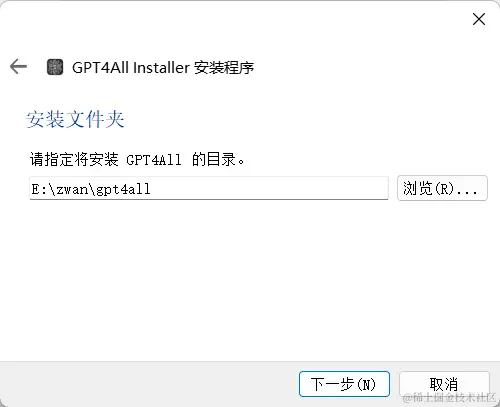 GPT4All Installer 安装程序
安装文件夹
请指定将安装 GPT4All 的目录。
E:\zwan\gpt4all
浏览(R)...
下一步(N)
取消
@稀土掘金技术社区